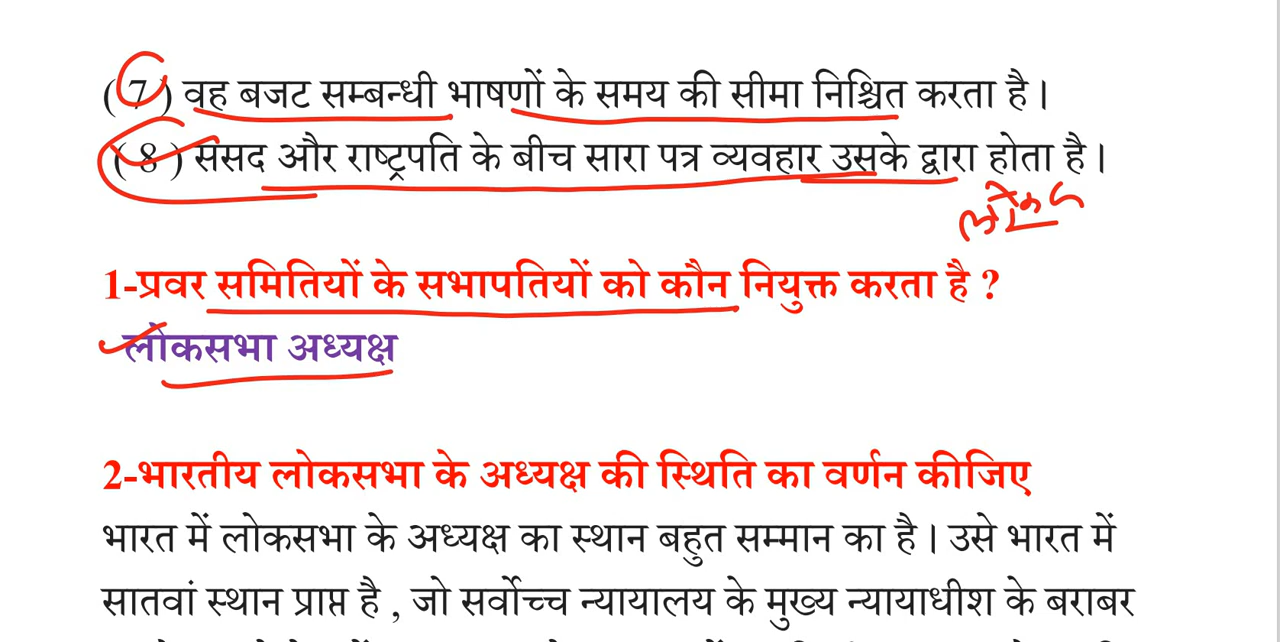 ( 7 ) वह बजट सम्बन्धी भाषणों के समय की सीमा निश्चित करता है ।
( 8 ) संसद और राष्ट्रपति के बीच सारा पत्र व्यवहार उसके द्वारा होता है ।
1-प्रवर समितियों के सभापतियों को कौन नियुक्त करता है ?
लोकसभा अध्यक्ष
2-भारतीय लोकसभा के अध्यक्ष की स्थिति का वर्णन कीजिए
भारत में लोकसभा के अध्यक्ष का स्थान बहुत सम्मान का है । उसे भारत में
सातवां स्थान प्राप्त है , जो सर्वोच्च न्यायालय के मुख्य न्यायाधीश के बराबर